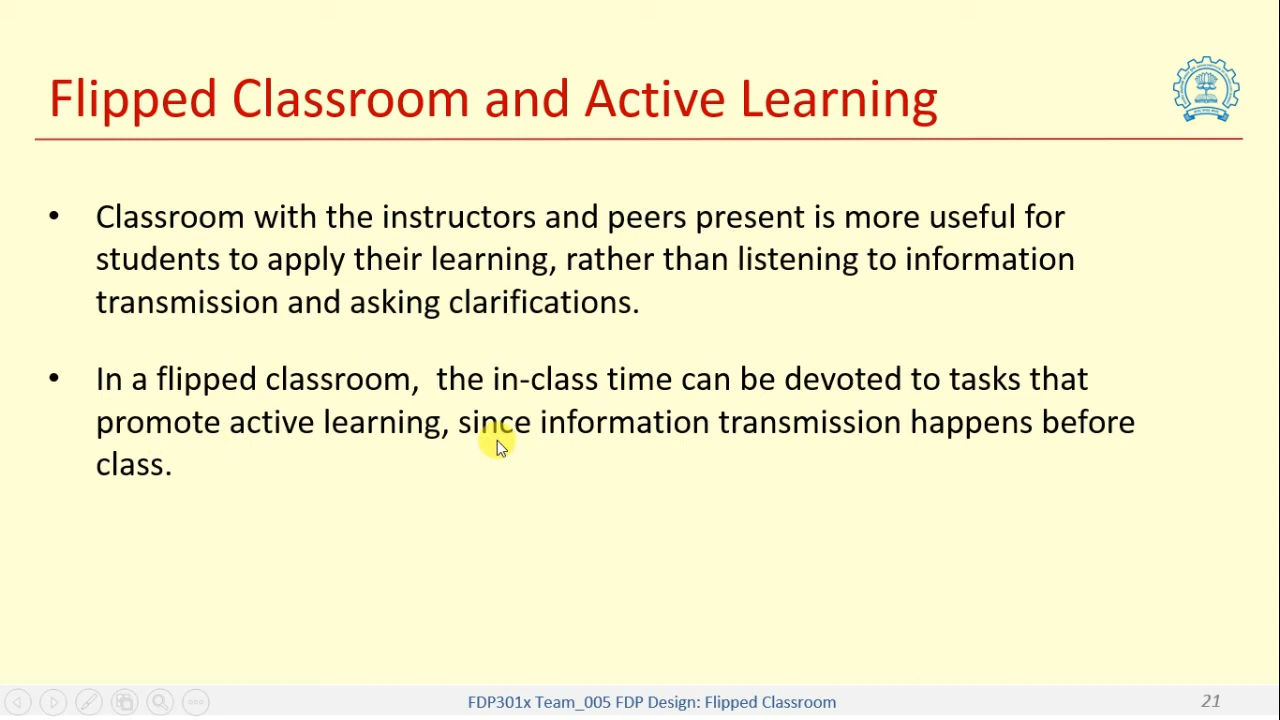 Flipped Classroom and Active Learning
• Classroom with the instructors and peers present is more useful for
students to apply their learning, rather than listening to information
transmission and asking clarifications.
• In a flipped classroom,  the in-class time can be devoted to tasks that
promote active learning, since information transmission happens before
class.
FDP301x Team_005 FDP Design: Flipped Classroom
21